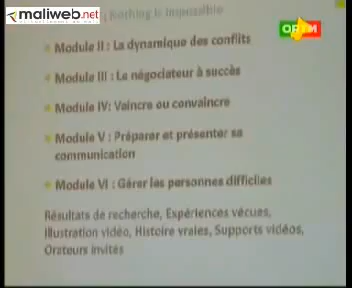 maliweb.net
Nothing is impossible
ORTM
Module II : La dynamique des conflits
Module III : Le négociateur à succès
Module IV: Vaincre ou convaincre
Module V : Préparer et présenter sa
communication
Module VI : Gérer les personnes difficiles
Résultats de recherche, Expériences vécues,
Illustration vidéo, Histoire vraies, Supports vidéos,
Orateurs invités